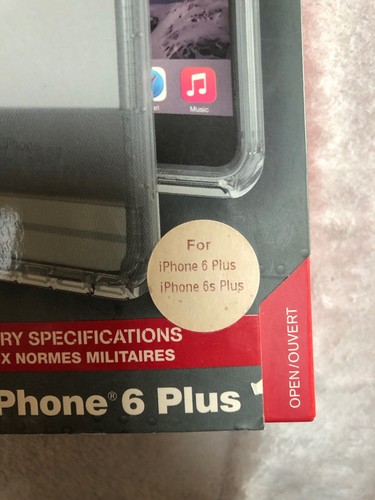 Music
For
iPhone 6 Plus
iPhone 6s Plus
RY SPECIFICATIONS
X NORMES MILITAIRES
Phone® 6 Plus
OPEN/OUVERT